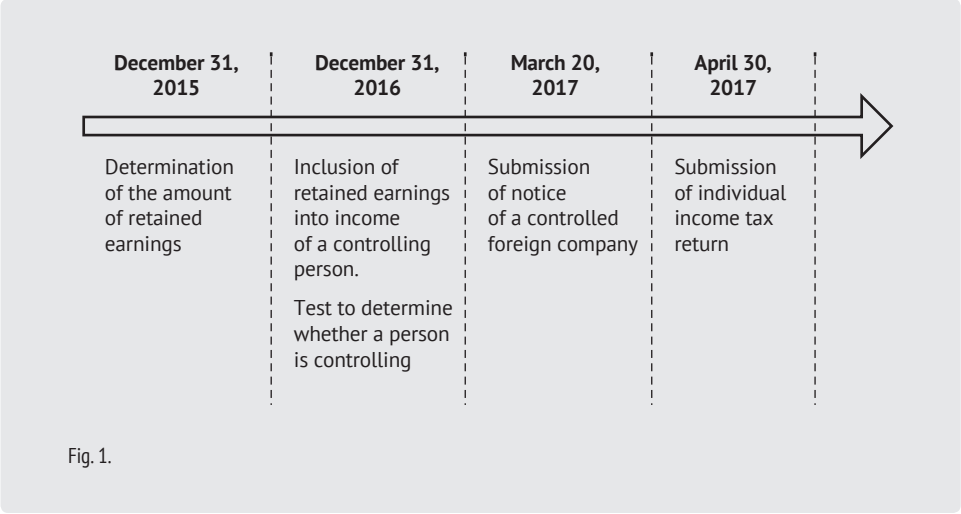 December 31,
2015
Determination
of the amount
of retained
earnings
December 31,
2016
Inclusion of
retained earnings
into income
of a controlling
person.
Test to determine
whether a person
is controlling
March 20,
2017
Submission
of notice
of a controlled
foreign company
April 30,
2017
Submission
of individual
income tax
return
Fig. 1.